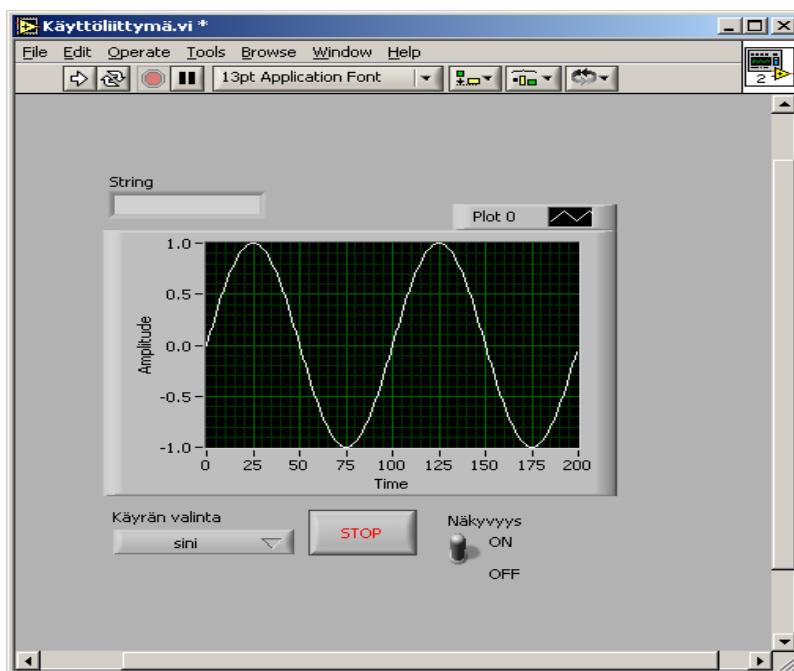 Käyttöliittymä.vi *
File Edit Operate Tools Browse Window Help
13pt Application Font
2
String
Plot 0
1.0
0.5
0.0
-0.5
-1.0
Amplitude
0 25 50 75 100 125 150 175 200
Time
Käyrän valinta
sini
STOP
Näkyvyys
ON
OFF